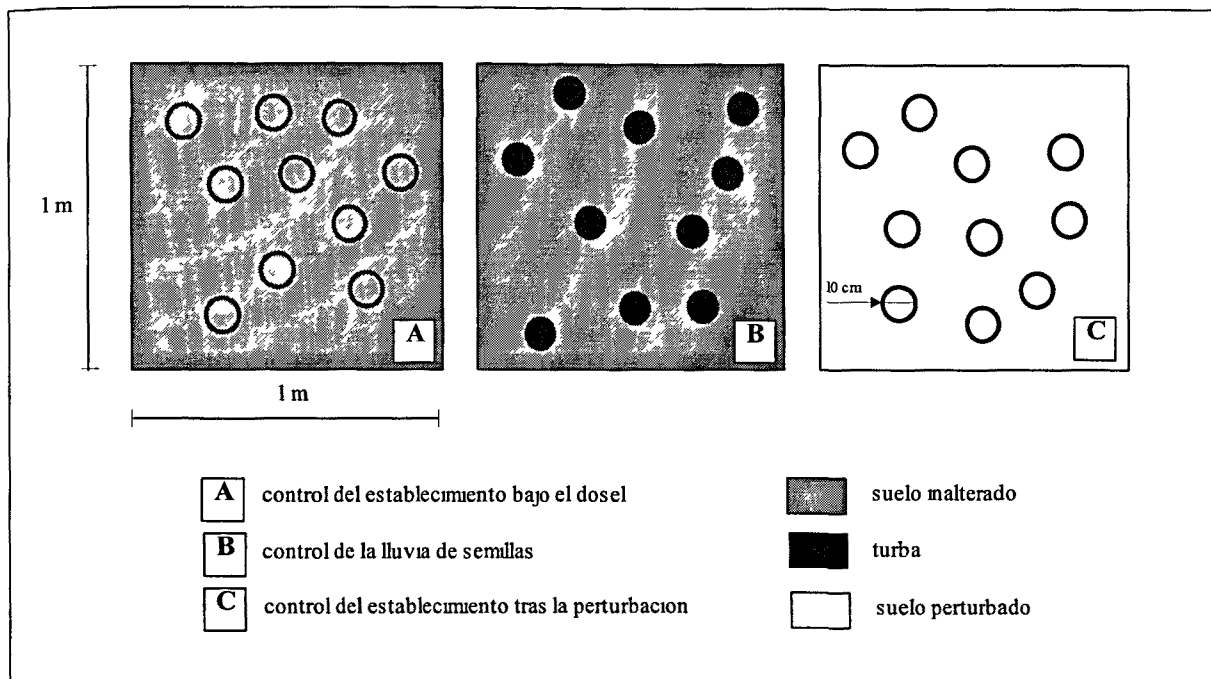 1 m
A
B
10 cm
C
1 m
A control del establecimiento bajo el dosel
suelo inalterado
B control de la lluvia de semillas
turba
C control del establecimiento tras la perturbacion
suelo perturbado